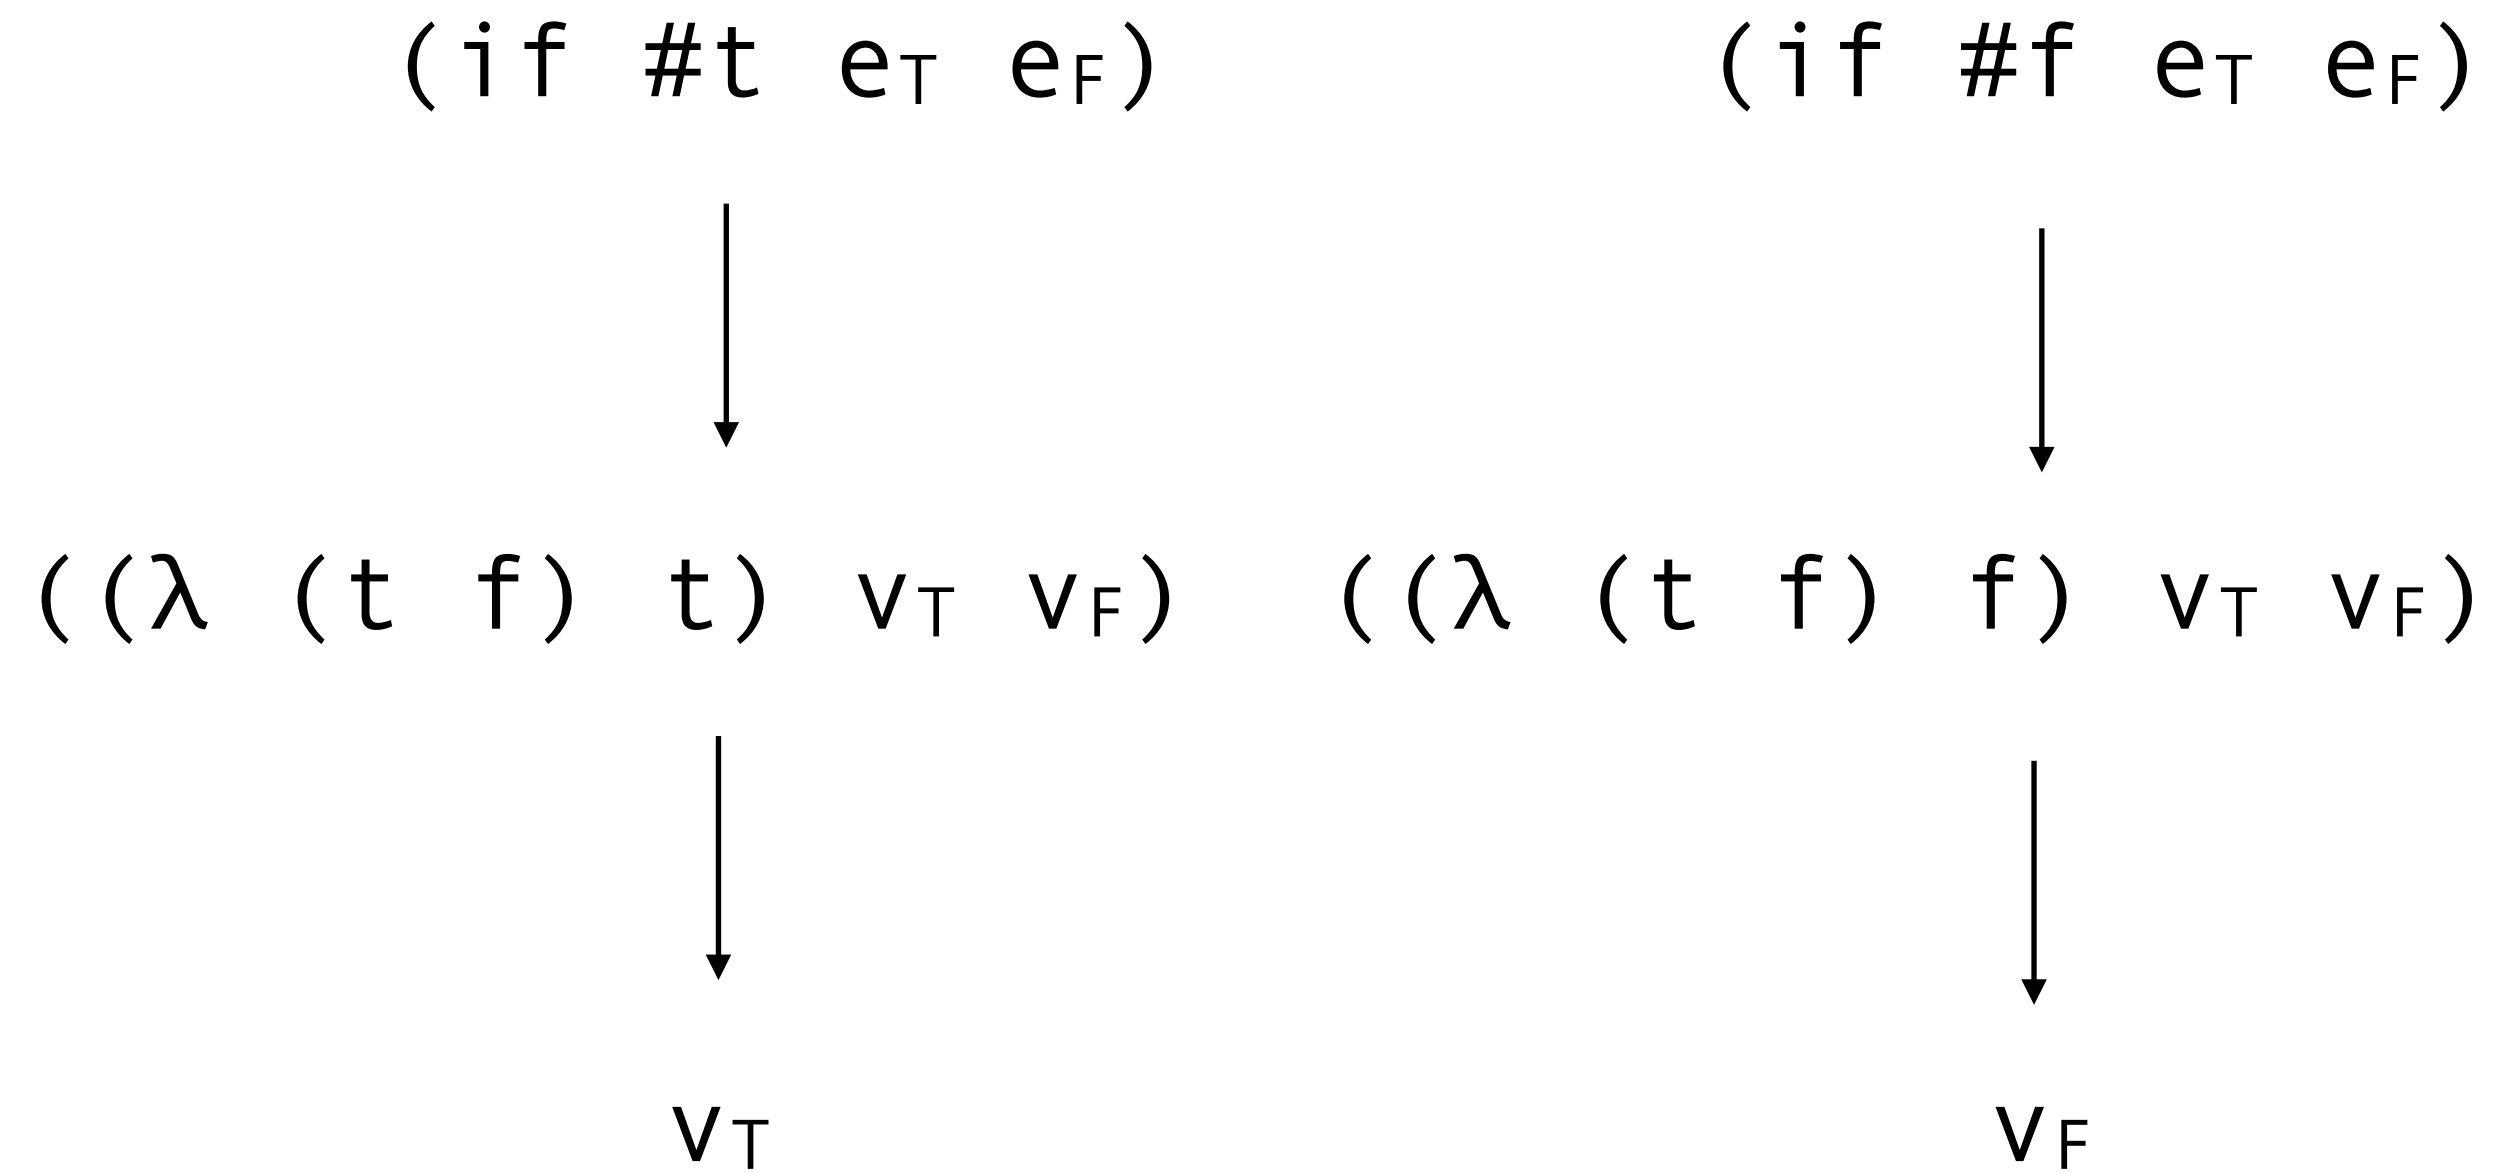 (if #t eT eF) (if #f eT eF)
((λ (t f) t) vT vF) ((λ (t f) f) vT vF)
vT vF